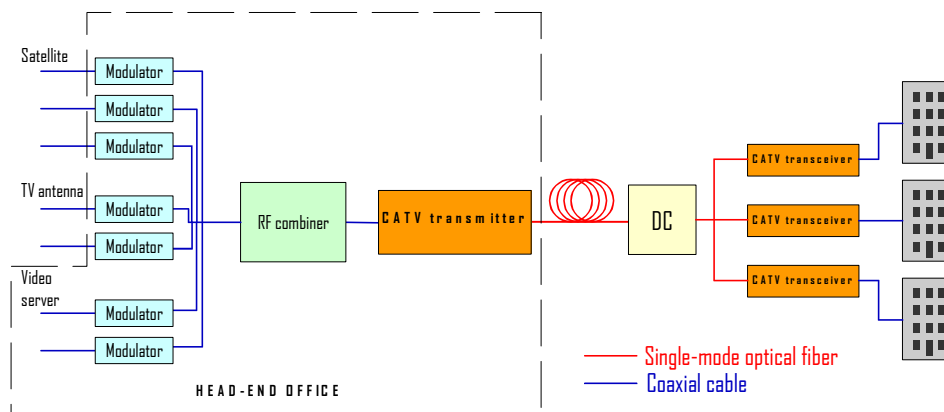 Satellite
Modulator
Modulator
Modulator
TV antenna
Modulator
Modulator
Video
server
Modulator
Modulator
RF combiner
CATV transmitter
DC
CATV transceiver
CATV transceiver
CATV transceiver
HEAD-END OFFICE
Single-mode optical fiber
Coaxial cable